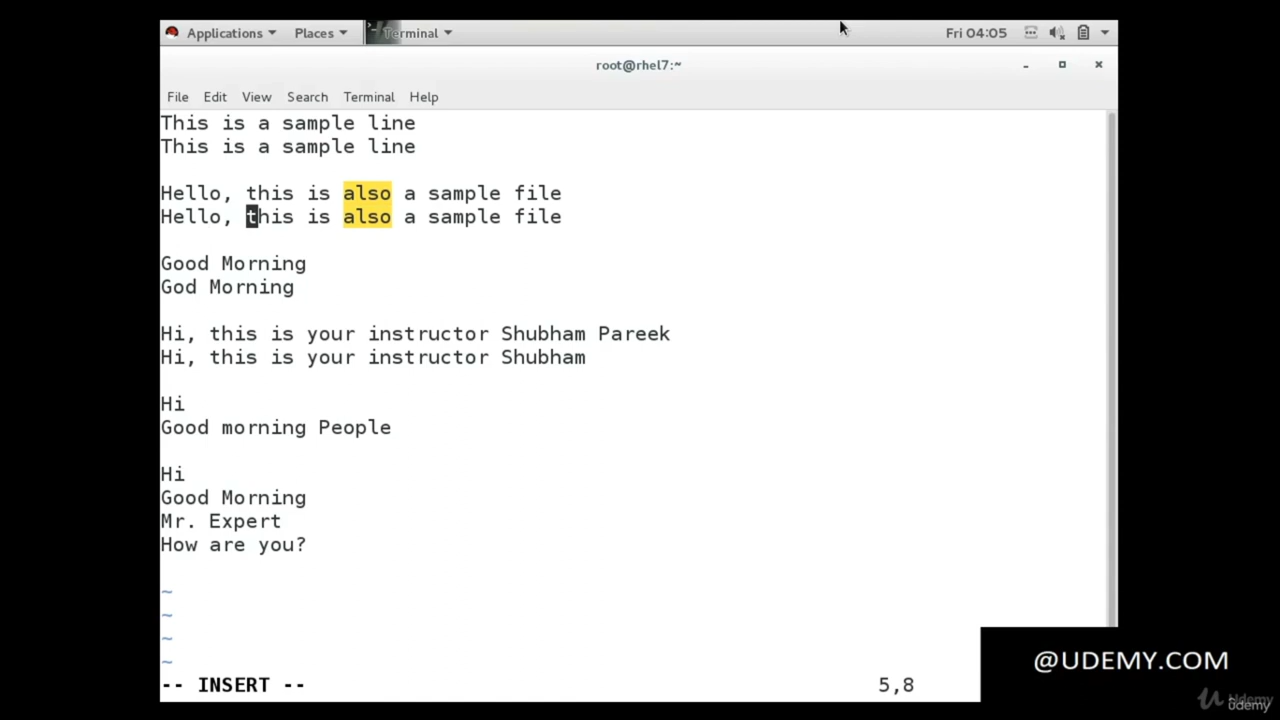 Applications Places Terminal Fri 04:05
root@rhel7:~
File Edit View Search Terminal Help
This is a sample line
This is a sample line
Hello, this is also a sample file
Hello, this is also a sample file
Good Morning
God Morning
Hi, this is your instructor Shubham Pareek
Hi, this is your instructor Shubham
Hi
Good morning People
Hi
Good Morning
Mr. Expert
How are you?
~
~
~
~
-- INSERT -- 5,8
@UDEMY.COM
ûdemy